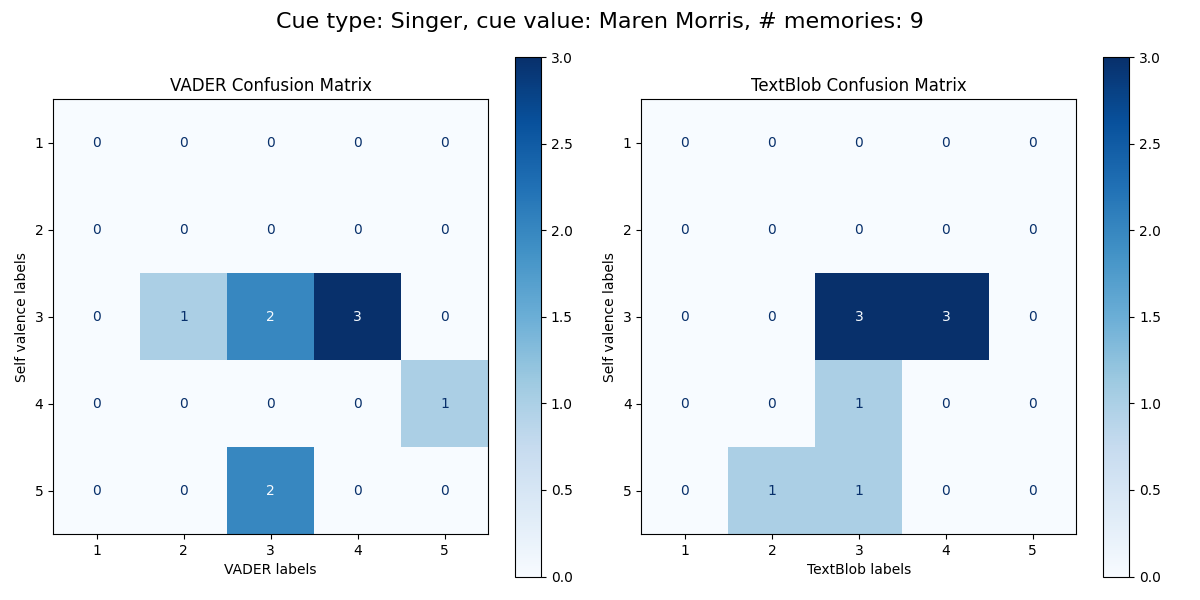 Cue type: Singer, cue value: Maren Morris, # memories: 9
VADER Confusion Matrix
Self valence labels
1 0 0 0 0 0
2 0 0 0 0 0
3 0 1 2 3 0
4 0 0 0 0 1
5 0 0 2 0 0
1 2 3 4 5
VADER labels
3.0
2.5
2.0
1.5
1.0
0.5
0.0
TextBlob Confusion Matrix
Self valence labels
1 0 0 0 0 0
2 0 0 0 0 0
3 0 0 3 3 0
4 0 0 1 0 0
5 0 1 1 0 0
1 2 3 4 5
TextBlob labels
3.0
2.5
2.0
1.5
1.0
0.5
0.0